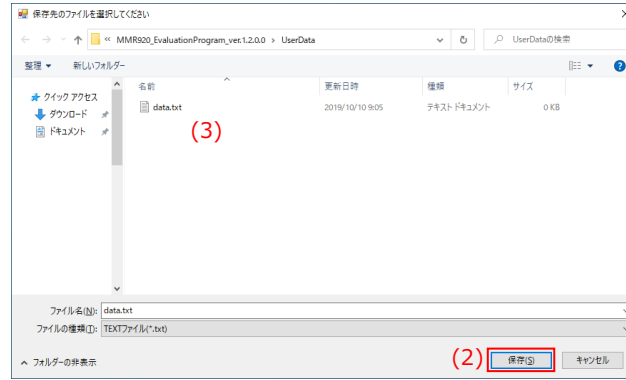 保存先のファイルを選択してください
« MMR920_EvaluationProgram_ver.1.2.0.0 › UserData
UserDataの検索
整理 新しいフォルダー
名前 更新日時 種類 サイズ
クイック アクセス
ダウンロード
ドキュメント
data.txt 2019/10/10 9:05 テキスト ドキュメント 0 KB
(3)
ファイル名(N): data.txt
ファイルの種類(T): TEXTファイル(*.txt)
フォルダーの非表示
(2) 保存(S) キャンセル